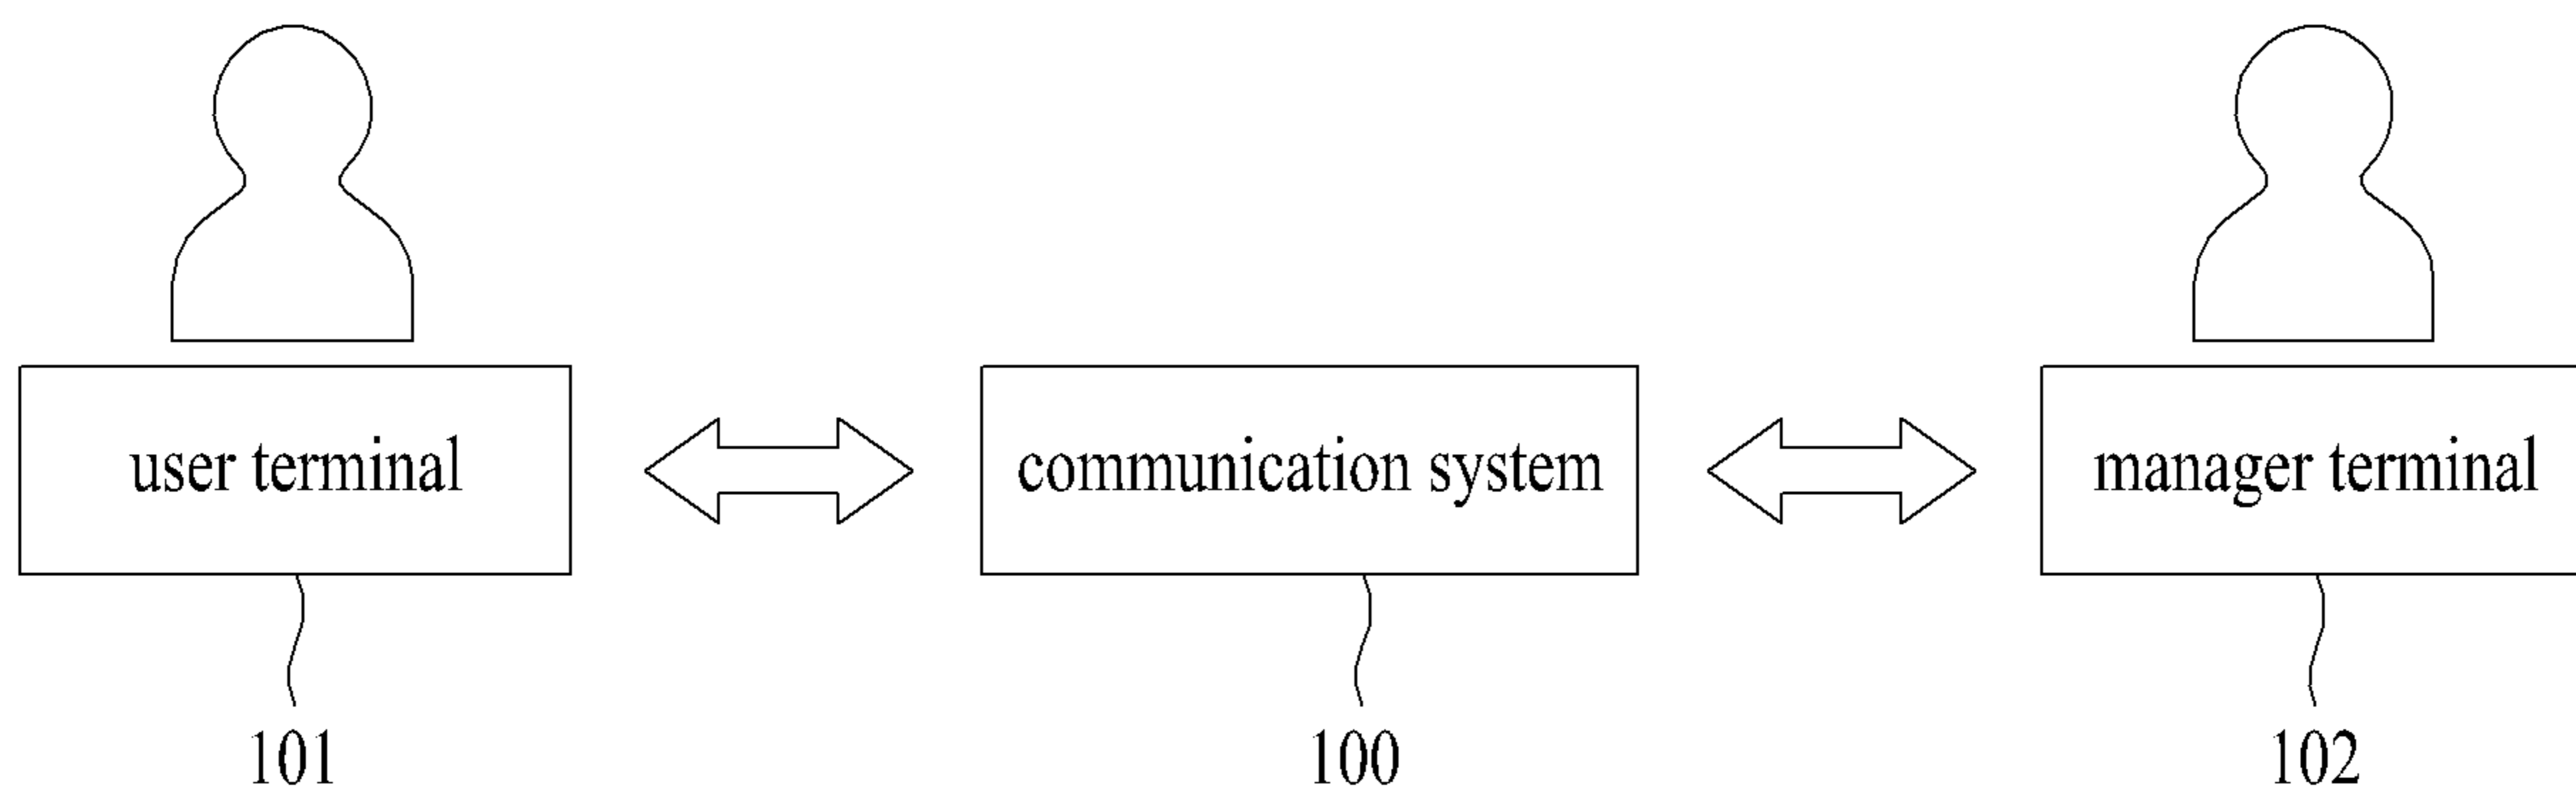 user terminal
communication system
manager terminal
101
100
102